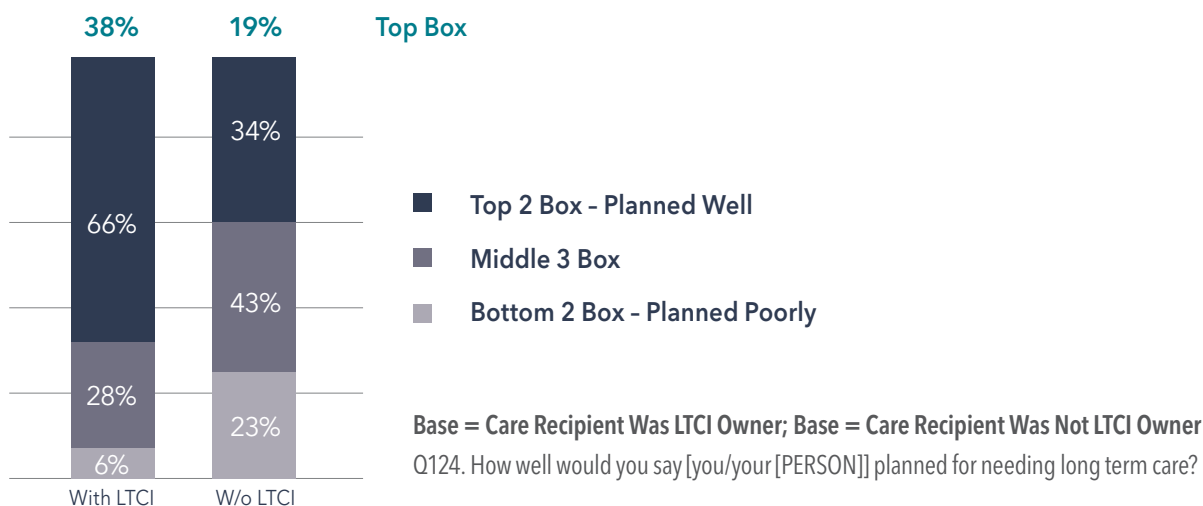 38% 19% Top Box
34%
66%
Top 2 Box – Planned Well
Middle 3 Box
43%
Bottom 2 Box – Planned Poorly
28%
23%
6%
Base = Care Recipient Was LTCI Owner; Base = Care Recipient Was Not LTCI Owner
Q124. How well would you say [you/your [PERSON]] planned for needing long term care?
With LTCI W/o LTCI